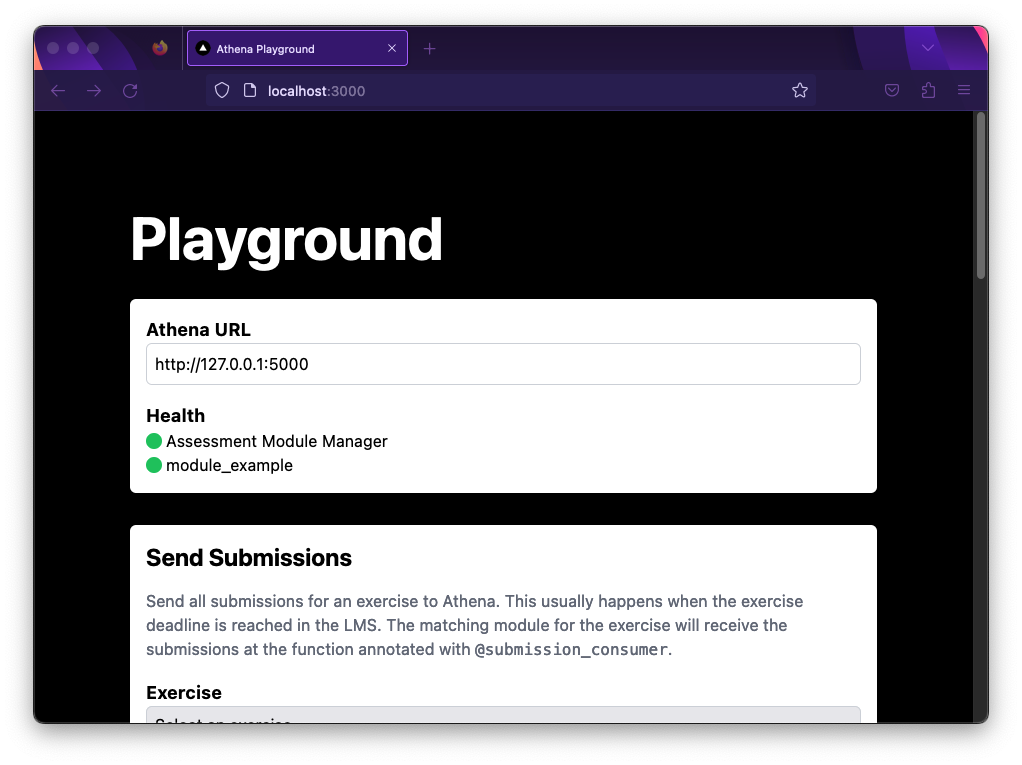 Athena Playground
localhost:3000
Playground
Athena URL
http://127.0.0.1:5000
Health
Assessment Module Manager
module_example
Send Submissions
Send all submissions for an exercise to Athena. This usually happens when the exercise
deadline is reached in the LMS. The matching module for the exercise will receive the
submissions at the function annotated with @submission_consumer.
Exercise
Select an exercise